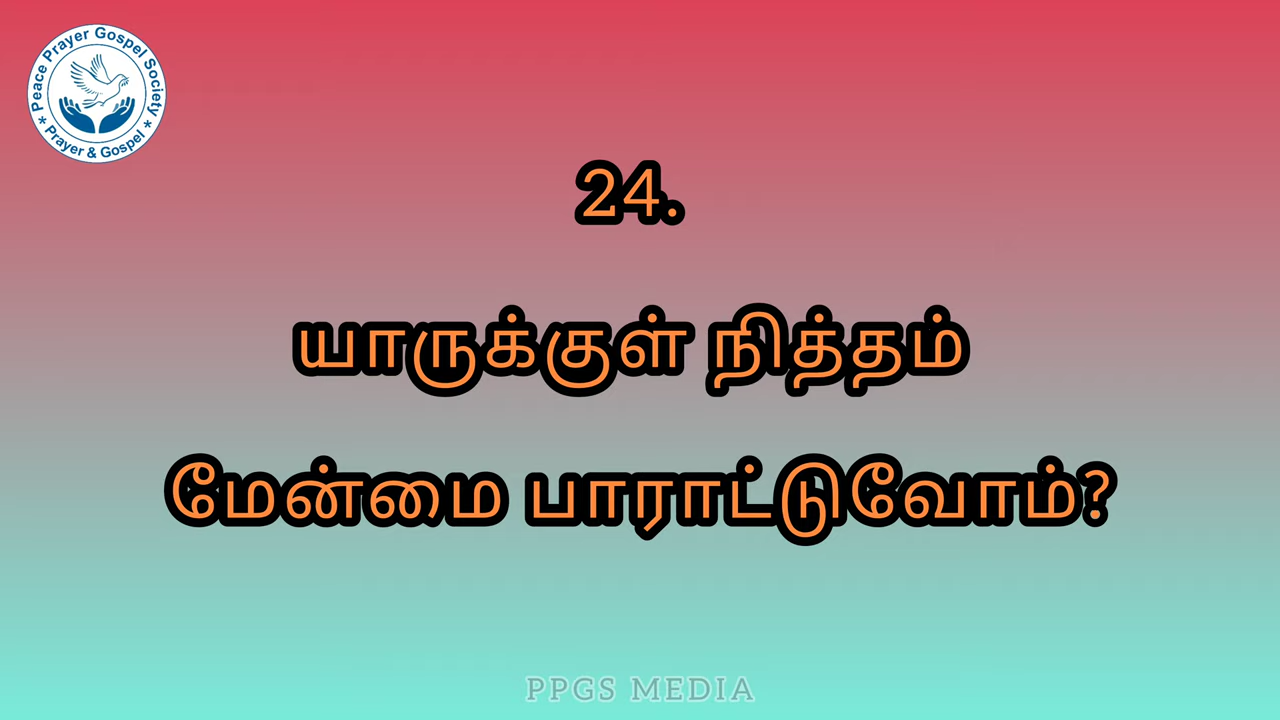 Peace Prayer Gospel Society
* Prayer & Gospel *
24.
யாருக்குள் நித்தம்
மேன்மை பாராட்டுவோம்?
PPGS MEDIA